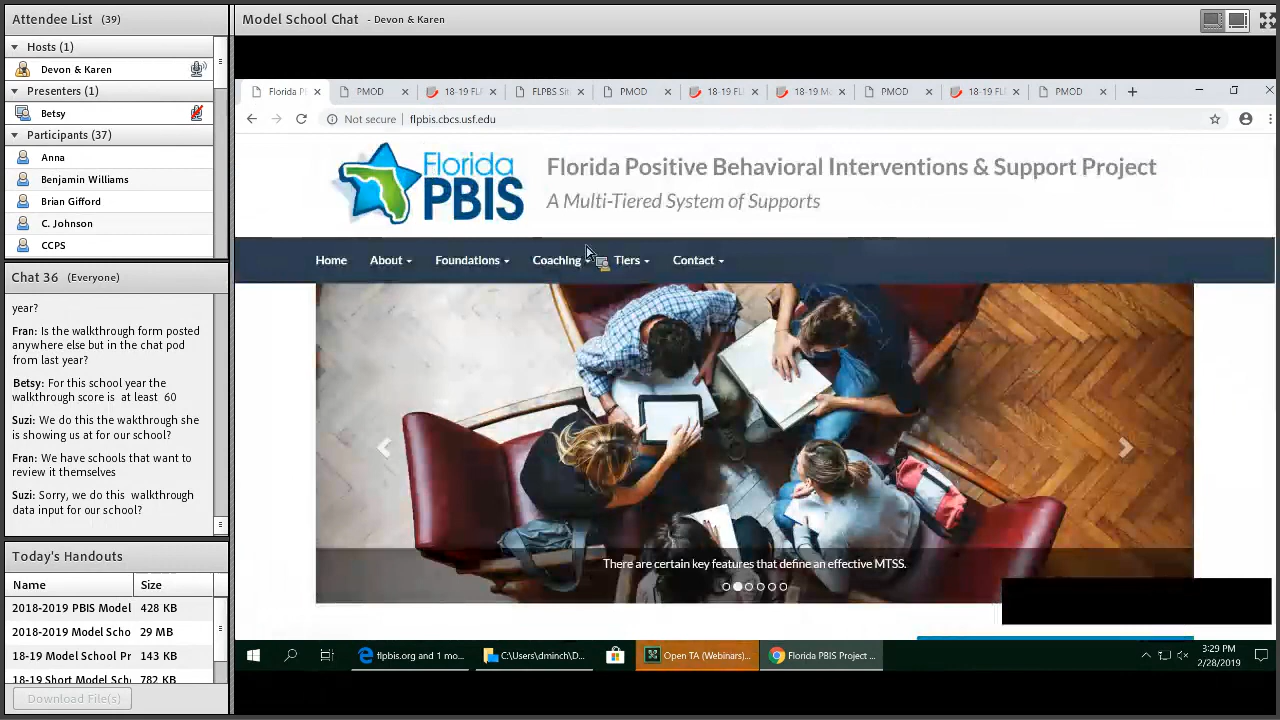 Attendee List (39)
Hosts (1)
Devon & Karen
Presenters (1)
Betsy
Participants (37)
Anna
Benjamin Williams
Brian Gifford
C. Johnson
CCPS
Chat 36 (Everyone)
year?
Fran: Is the walkthrough form posted
anywhere else but in the chat pod
from last year?
Betsy: For this school year the
walkthrough score is at least 60
Suzi: We do this the wakthrough she
is showing us at for our school?
Fran: We have schools that want to
review it themselves
Suzi: Sorry, we do this walkthrough
data input for our school?
Today's Handouts
Name Size
2018-2019 PBIS Model 428 KB
2018-2019 Model Scho 29 MB
18-19 Model School Pr 143 KB
18-19 Short Model Sch 782 KB
Download File(s)
Model School Chat - Devon & Karen
Florida P PMOD 18-19 FL FLPBS Sit PMOD 18-19 FL 18-19 M PMOD 18-19 FL PMOD
Not secure flpbis.cbcs.usf.edu
Florida
PBIS
Florida Positive Behavioral Interventions & Support Project
A Multi-Tiered System of Supports
Home About Foundations Coaching Tiers Contact
There are certain key features that define an effective MTSS.
flpbis.org and 1 mo... C:\Users\dminch\D... Open TA (Webinars)... Florida PBIS Project ...
3:29 PM
2/28/2019